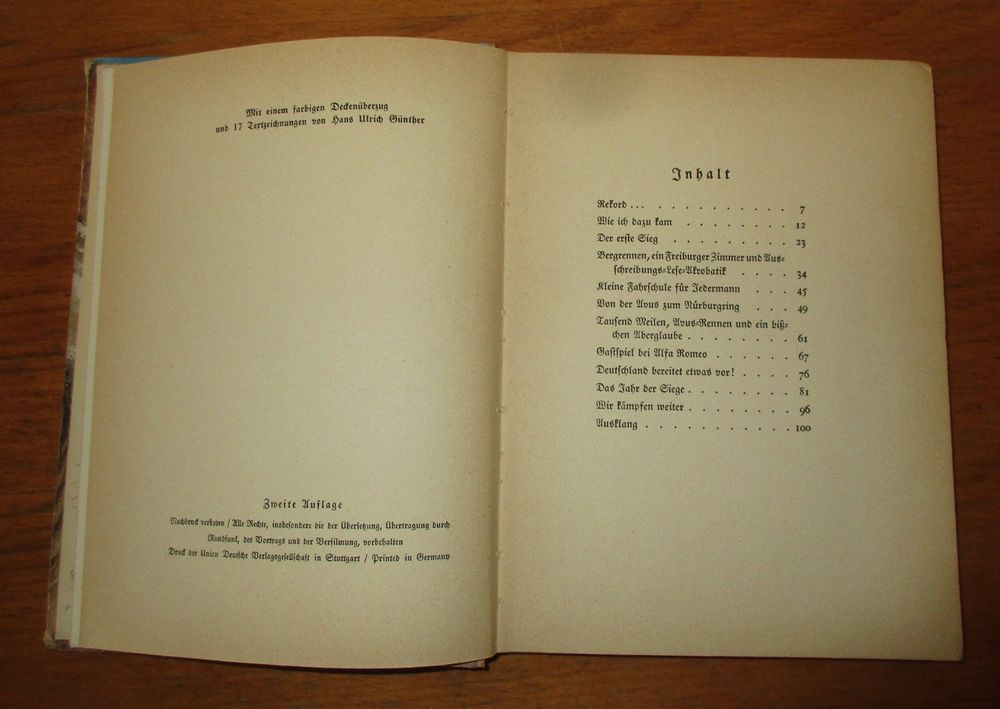 Mit einem farbigen Deckenüberzug
und 17 Textzeichnungen von Hans Ulrich Günther
Zweite Auflage
Nachdruck verboten / Alle Rechte, insbesondere die der Übersetzung, Übertragung durch
Rundfunk, des Vortrags und der Verfilmung, vorbehalten
Druck der Union Deutsche Verlagsgesellschaft in Stuttgart / Printed in Germany
Inhalt
Rekord ... . . . . . . . . . . 7
Wie ich dazu kam . . . . . . . 12
Der erste Sieg . . . . . . . . 23
Bergrennen, ein Freiburger Zimmer und Aus-
schreibungs-Lese-Akrobatik . . . . 34
Kleine Fahrschule für Jedermann . . . 45
Von der Avus zum Nürburgring . . . 49
Tausend Meilen, Avus-Rennen und ein biß-
chen Aberglaube . . . . . . . . 61
Gastspiel bei Alfa Romeo . . . . . . 67
Deutschland bereitet etwas vor! . . . . 76
Das Jahr der Siege . . . . . . . . 81
Wir kämpfen weiter . . . . . . . . 96
Ausklang . . . . . . . . . . . 100